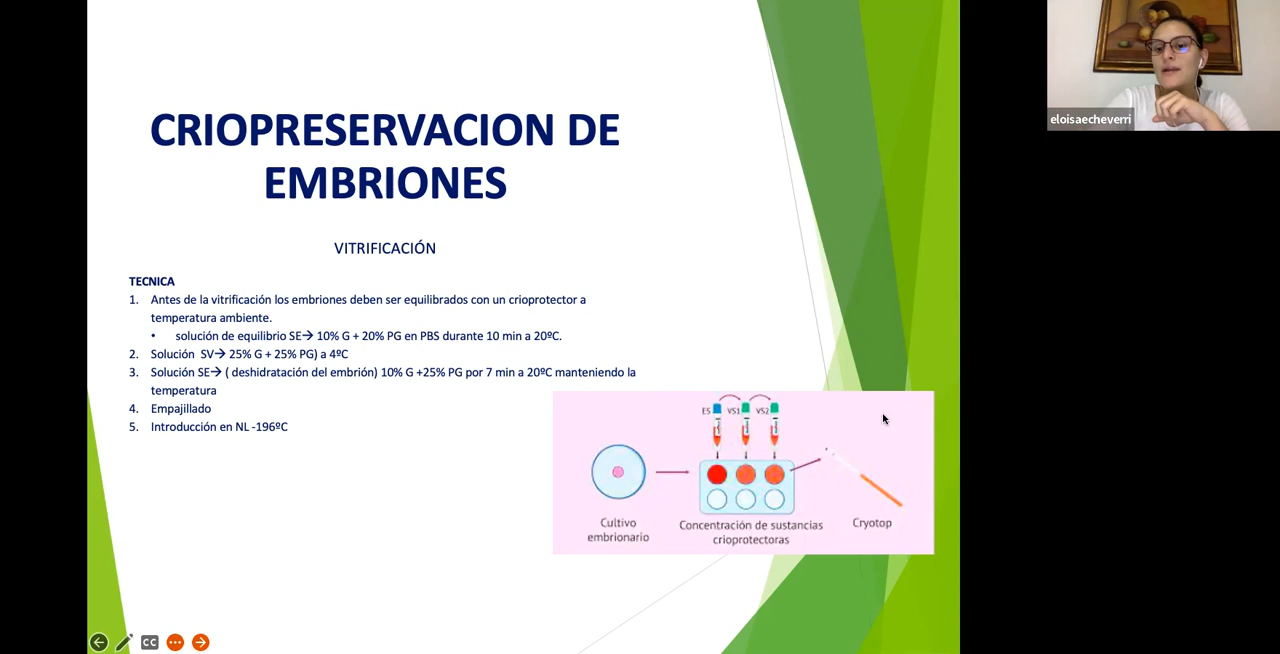 CRIOPRESERVACION DE
EMBRIONES
VITRIFICACIÓN
TECNICA
1. Antes de la vitrificación los embriones deben ser equilibrados con un crioprotector a
temperatura ambiente.
• solución de equilibrio SE→ 10% G + 20% PG en PBS durante 10 min a 20ºC.
2. Solución SV→ 25% G + 25% PG) a 4ºC
3. Solución SE→ ( deshidratación del embrión) 10% G +25% PG por 7 min a 20ºC manteniendo la
temperatura
4. Empajillado
5. Introducción en NL -196ºC
ES VS1 VS2
Cultivo
embrionario
Concentración de sustancias
crioprotectoras
Cryotop
CC
eloisaecheverri